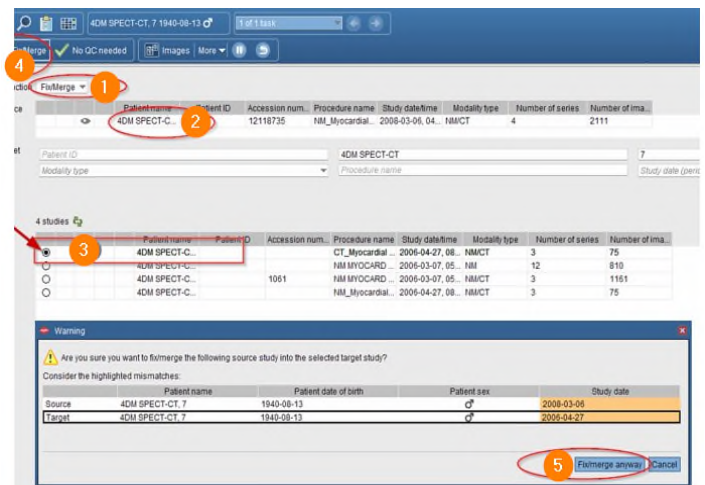 4DM SPECT-CT, 7 1940-08-13 ♂ 1 of 1 task
Merge No QC needed Images More
4
Fix/Merge 1
Patient name Patient ID Accession num... Procedure name Study date/time Modality type Number of series Number of ima...
4DM SPECT-C... 2 12118735 NM_Myocardial... 2008-03-06, 04... NM/CT 4 2111
Patient ID 4DM SPECT-CT 7
Modality type Procedure name Study date (peri
4 studies
3
Patient name Patient ID Accession num... Procedure name Study date/time Modality type Number of series Number of ima...
4DM SPECT-C... CT_Myocardial ... 2006-04-27, 08... NM/CT 3 75
4DM SPECT-C... NM MYOCARD ... 2006-03-07, 05... NM 12 810
4DM SPECT-C... 1061 NM MYOCARD ... 2006-03-07, 05... NM/CT 3 1161
4DM SPECT-C... NM_Myocardial... 2006-04-27, 08... NM/CT 3 75
Warning
Are you sure you want to fix/merge the following source study into the selected target study?
Consider the highlighted mismatches:
Patient name Patient date of birth Patient sex Study date
Source 4DM SPECT-CT, 7 1940-08-13 ♂ 2008-03-06
Target 4DM SPECT-CT, 7 1940-08-13 ♂ 2006-04-27
5 Fix/merge anyway Cancel